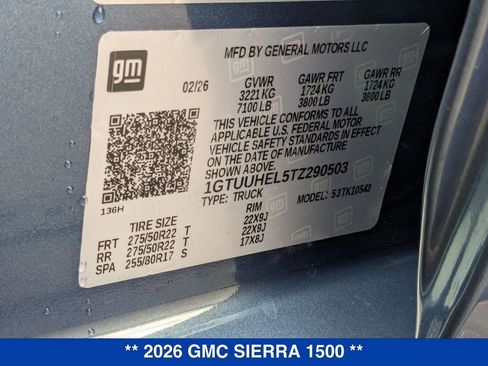 gm
MFD BY GENERAL MOTORS LLC
02/26 GVWR GAWR FRT GAWR RR
3221 KG 1724 KG 1724 KG
7100 LB 3800 LB 3800 LB
THIS VEHICLE CONFORMS TO ALL
APPLICABLE U.S. FEDERAL MOTOR
VEHICLE SAFETY STANDARDS IN EFFECT
ON THE DATE OF MANUFACTURE
SHOWN ABOVE.
1GTUUHEL5TZ290503
136H TYPE: TRUCK MODEL: 53TK10543
TIRE SIZE RIM
FRT 275/50R22 T 22X9J
RR 275/50R22 T 22X9J
SPA 255/80R17 S 17X8J
** 2026 GMC SIERRA 1500 **